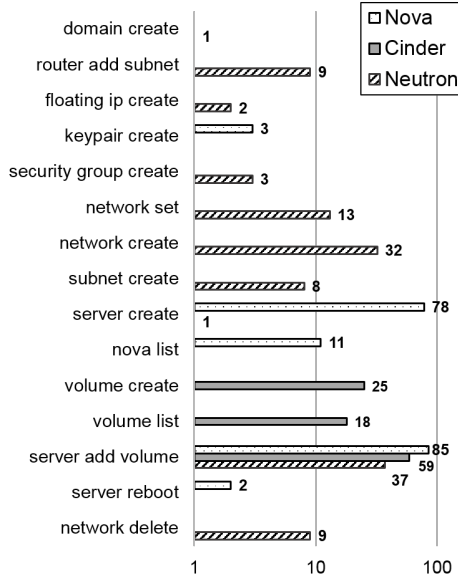 Nova
Cinder
Neutron
domain create 1
router add subnet 9
floating ip create 2
keypair create 3
security group create 3
network set 13
network create 32
subnet create 8
server create 78
1
nova list 11
volume create 25
volume list 18
server add volume 85
59
37
server reboot 2
network delete 9
1 10 100